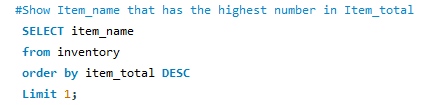 #Show Item_name that has the highest number in Item_total
SELECT item_name
from inventory
order by item_total DESC
Limit 1;